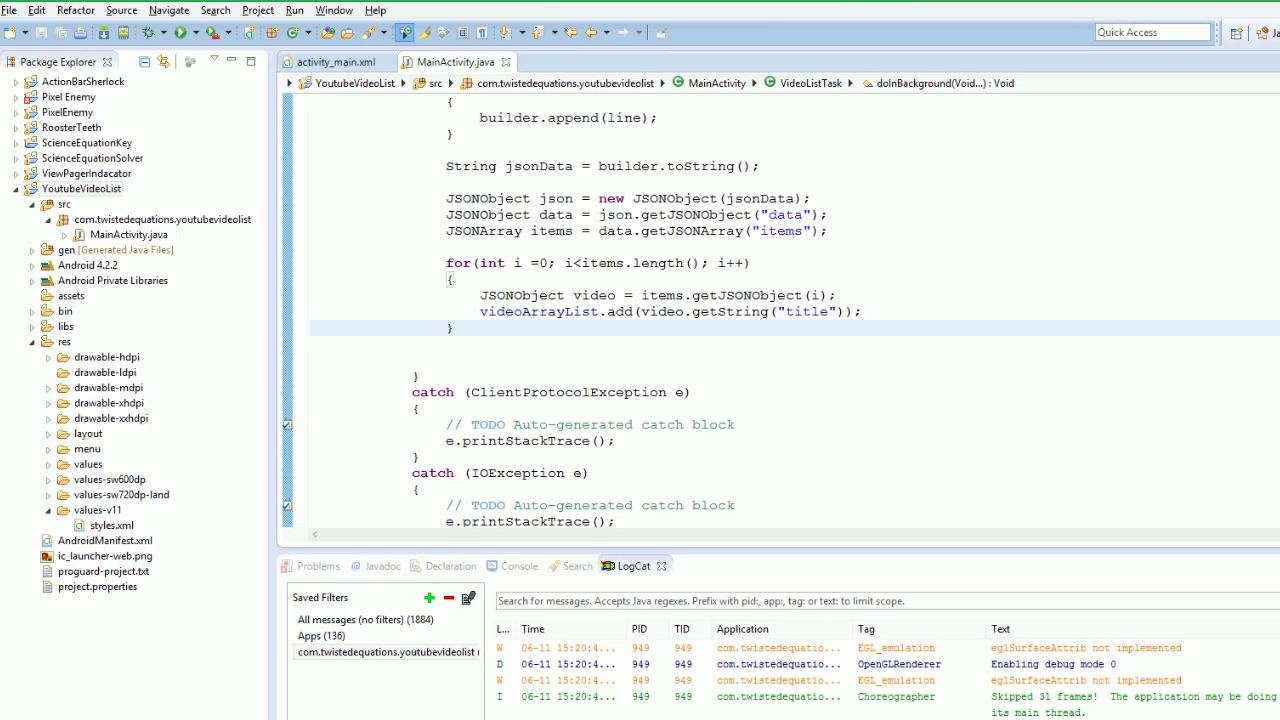 File Edit Refactor Source Navigate Search Project Run Window Help
Quick Access
Ja
Package Explorer
activity_main.xml
MainActivity.java
YoutubeVideoList src com.twistedequations.youtubevideolist MainActivity VideoListTask doInBackground(Void...) : Void
ActionBarSherlock
Pixel Enemy
PixelEnemy
RoosterTeeth
ScienceEquationKey
ScienceEquationSolver
ViewPagerIndacator
YoutubeVideoList
src
com.twistedequations.youtubevideolist
MainActivity.java
gen [Generated Java Files]
Android 4.2.2
Android Private Libraries
assets
bin
libs
res
drawable-hdpi
drawable-ldpi
drawable-mdpi
drawable-xhdpi
drawable-xxhdpi
layout
menu
values
values-sw600dp
values-sw720dp-land
values-v11
styles.xml
AndroidManifest.xml
ic_launcher-web.png
proguard-project.txt
project.properties
{
builder.append(line);
}
String jsonData = builder.toString();
JSONObject json = new JSONObject(jsonData);
JSONObject data = json.getJSONObject("data");
JSONArray items = data.getJSONArray("items");
for(int i =0; i<items.length(); i++)
{
JSONObject video = items.getJSONObject(i);
videoArrayList.add(video.getString("title"));
}
}
catch (ClientProtocolException e)
{
// TODO Auto-generated catch block
e.printStackTrace();
}
catch (IOException e)
{
// TODO Auto-generated catch block
e.printStackTrace();
Problems Javadoc Declaration Console Search LogCat
Saved Filters
All messages (no filters) (1884)
Apps (136)
com.twistedequations.youtubevideolist (
Search for messages. Accepts Java regexes. Prefix with pid:, app:, tag: or text: to limit scope.
L... Time PID TID Application Tag Text
W 06-11 15:20:4... 949 949 com.twistedequatio... EGL_emulation eglSurfaceAttrib not implemented
D 06-11 15:20:4... 949 949 com.twistedequatio... OpenGLRenderer Enabling debug mode 0
W 06-11 15:20:4... 949 949 com.twistedequatio... EGL_emulation eglSurfaceAttrib not implemented
I 06-11 15:20:4... 949 949 com.twistedequatio... Choreographer Skipped 31 frames! The application may be doing
its main thread.